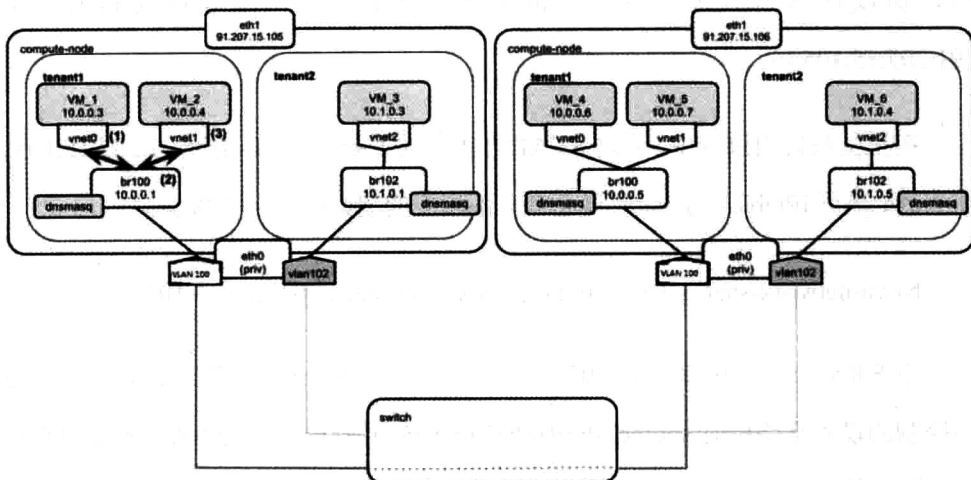 eth1
91.207.15.105
eth1
91.207.15.106
compute-node
compute-node
tenant1
tenant2
tenant1
tenant2
VM_1
10.0.0.3
VM_2
10.0.0.4
VM_3
10.1.0.3
VM_4
10.0.0.6
VM_5
10.0.0.7
VM_6
10.1.0.4
vnet0
(1)
vnet1
(3)
vnet2
vnet0
vnet1
vnet2
br100
10.0.0.1
(2)
br102
10.1.0.1
br100
10.0.0.5
br102
10.1.0.5
dnsmasq
dnsmasq
dnsmasq
dnsmasq
eth0
(priv)
eth0
(priv)
VLAN 100
vlan102
VLAN 100
vlan102
switch